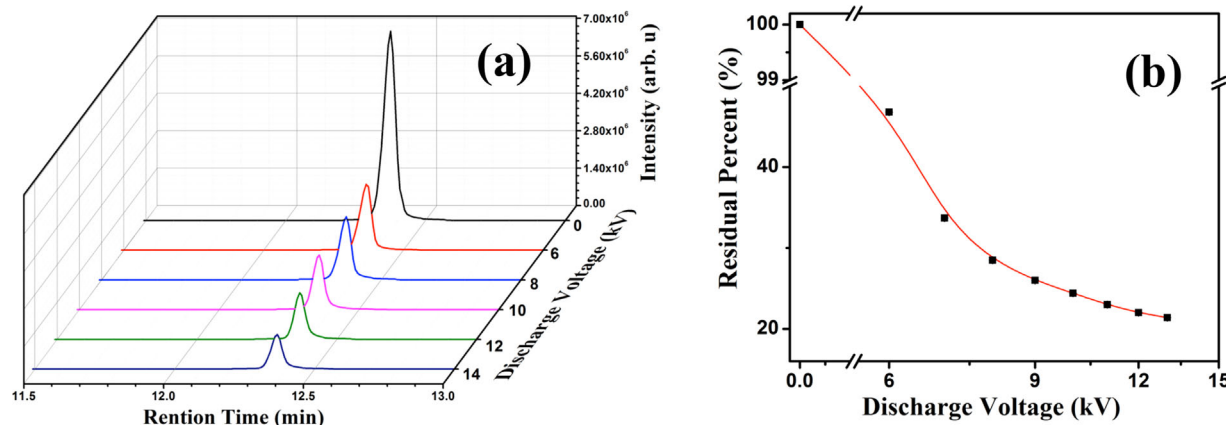 (a)
7.00x10⁶
5.60x10⁶
4.20x10⁶
2.80x10⁶
1.40x10⁶
0.00
Intensity (arb. u)
0
6
8
10
12
14
Discharge Voltage (kV)
11.5
12.0
12.5
13.0
Rention Time (min)
(b)
100
99
40
20
Residual Percent (%)
0.0
6
9
12
15
Discharge Voltage (kV)